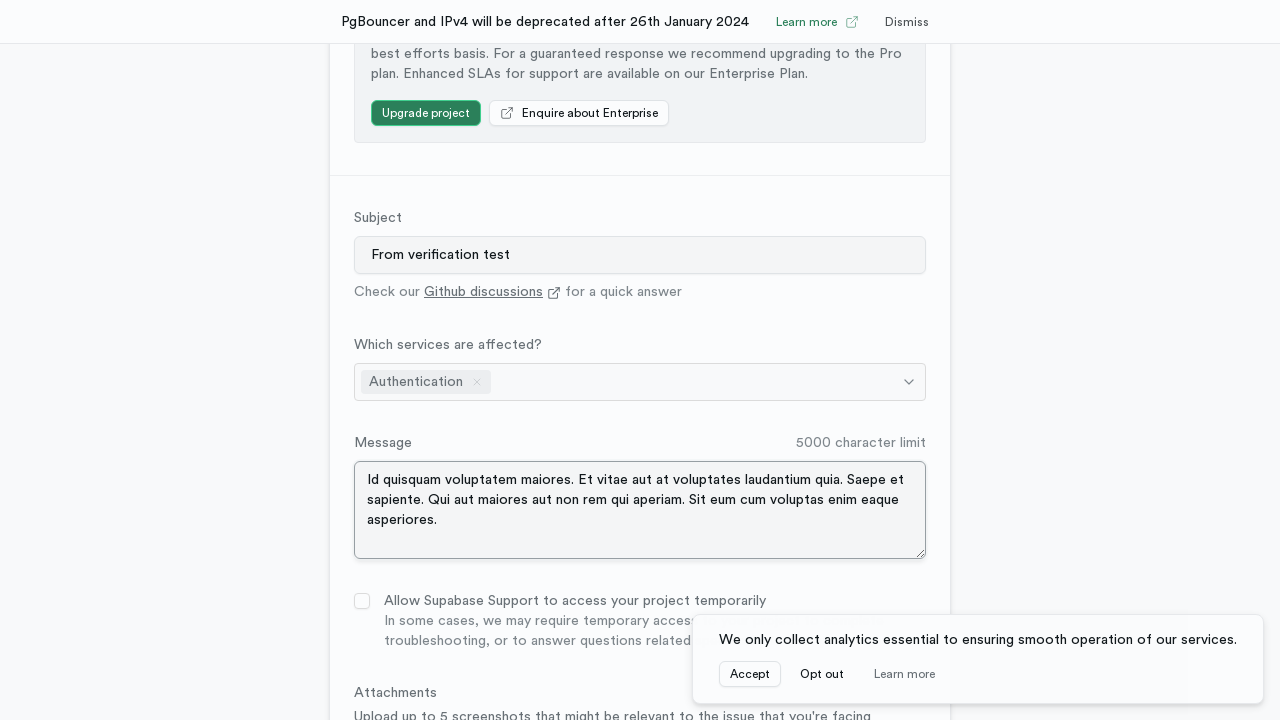 PgBouncer and IPv4 will be deprecated after 26th January 2024
Learn more
Dismiss
best efforts basis. For a guaranteed response we recommend upgrading to the Pro
plan. Enhanced SLAs for support are available on our Enterprise Plan.
Upgrade project
Enquire about Enterprise
Subject
From verification test
Check our Github discussions for a quick answer
Which services are affected?
Authentication
Message
5000 character limit
Id quisquam voluptatem maiores. Et vitae aut at voluptates laudantium quia. Saepe et
sapiente. Qui aut maiores aut non rem qui aperiam. Sit eum cum voluptas enim eaque
asperiores.
Allow Supabase Support to access your project temporarily
In some cases, we may require temporary access
troubleshooting, or to answer questions related
We only collect analytics essential to ensuring smooth operation of our services.
Accept
Opt out
Learn more
Attachments
Upload up to 5 screenshots that might be relevant to the issue that you're facing